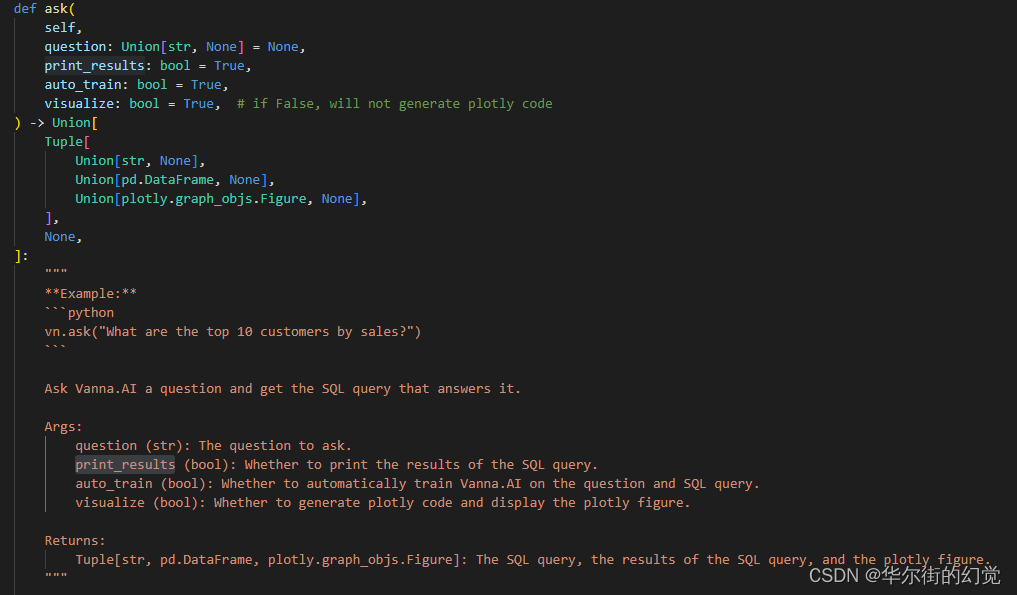 def ask(
    self,
    question: Union[str, None] = None,
    print_results: bool = True,
    auto_train: bool = True,
    visualize: bool = True,  # if False, will not generate plotly code
) -> Union[
    Tuple[
        Union[str, None],
        Union[pd.DataFrame, None],
        Union[plotly.graph_objs.Figure, None],
    ],
    None,
]:
    """
    **Example:**
    ```python
    vn.ask("What are the top 10 customers by sales?")
    ```

    Ask Vanna.AI a question and get the SQL query that answers it.

    Args:
        question (str): The question to ask.
        print_results (bool): Whether to print the results of the SQL query.
        auto_train (bool): Whether to automatically train Vanna.AI on the question and SQL query.
        visualize (bool): Whether to generate plotly code and display the plotly figure.

    Returns:
        Tuple[str, pd.DataFrame, plotly.graph_objs.Figure]: The SQL query, the results of the SQL query, and the plotly figure.
    """
CSDN @华尔街的幻觉